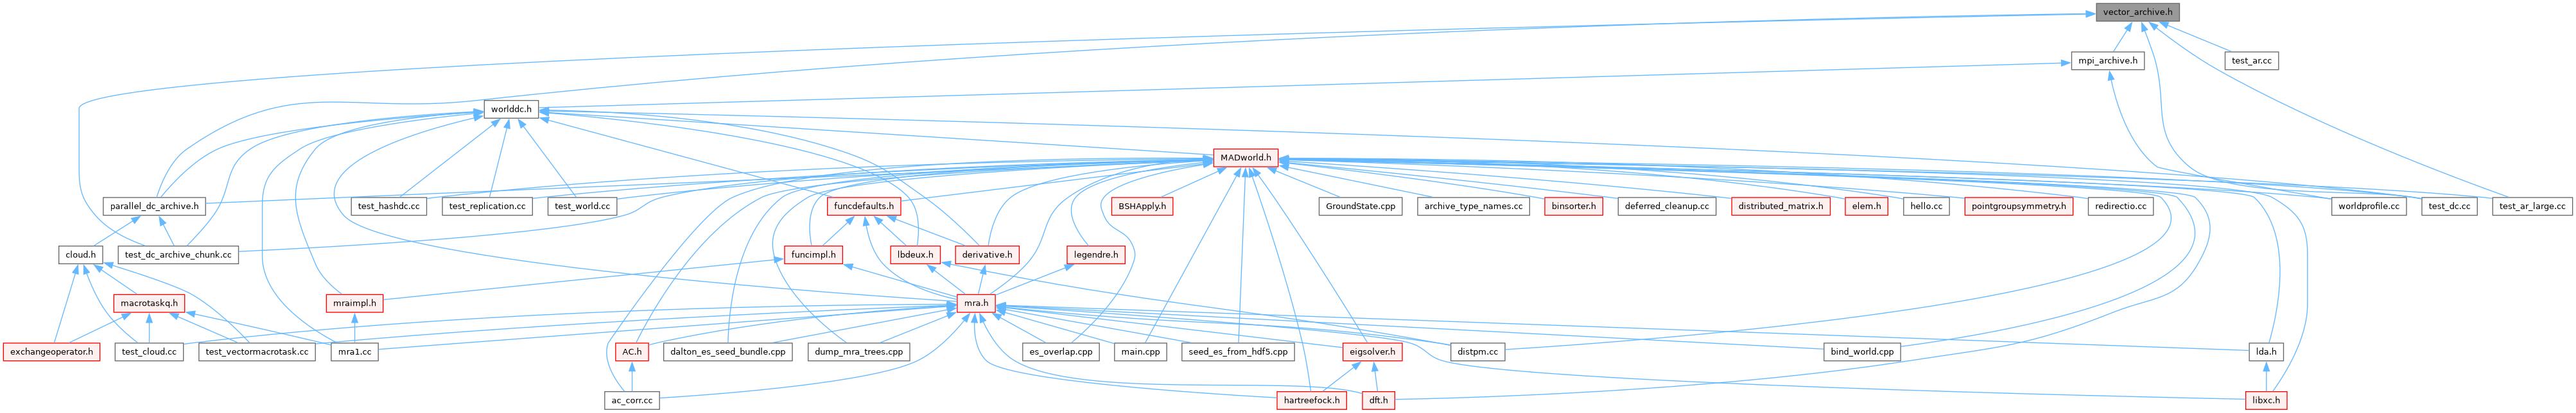 vector_archive.h
mpi_archive.h
test_ar.cc
worlddc.h
MADworld.h
parallel_dc_archive.h
test_hashdc.cc
test_replication.cc
test_world.cc
funcdefaults.h
BSHApply.h
GroundState.cpp
archive_type_names.cc
binsorter.h
deferred_cleanup.cc
distributed_matrix.h
elem.h
hello.cc
pointgroupsymmetry.h
redirectio.cc
worldprofile.cc
test_dc.cc
test_ar_large.cc
cloud.h
test_dc_archive_chunk.cc
funcimpl.h
lbdeux.h
derivative.h
legendre.h
macrotaskq.h
mraimpl.h
mra.h
exchangeoperator.h
test_cloud.cc
test_vectormacrotask.cc
mra1.cc
AC.h
dalton_es_seed_bundle.cpp
dump_mra_trees.cpp
es_overlap.cpp
main.cpp
seed_es_from_hdf5.cpp
eigsolver.h
distpm.cc
bind_world.cpp
lda.h
ac_corr.cc
hartreefock.h
dft.h
libxc.h